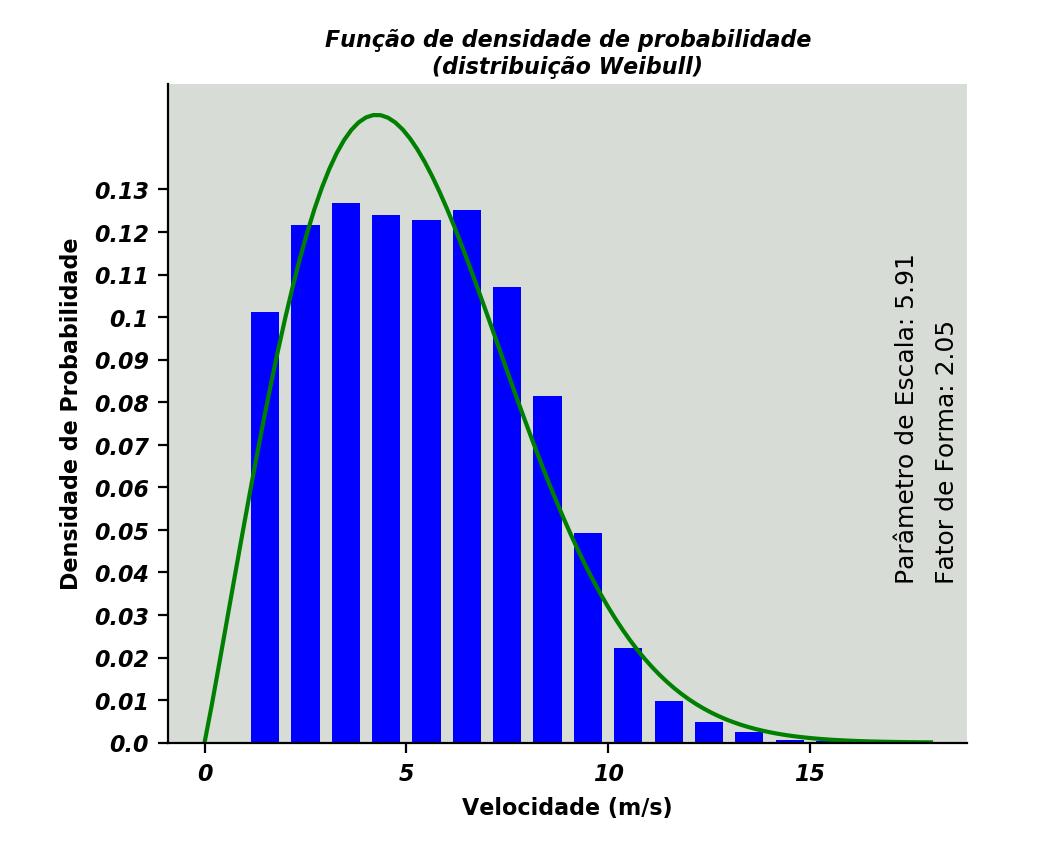 Função de densidade de probabilidade
(distribuição Weibull)
Densidade de Probabilidade
0.13
0.12
0.11
0.1
0.09
0.08
0.07
0.06
0.05
0.04
0.03
0.02
0.01
0.0
0 5 10 15
Velocidade (m/s)
Parâmetro de Escala: 5.91
Fator de Forma: 2.05